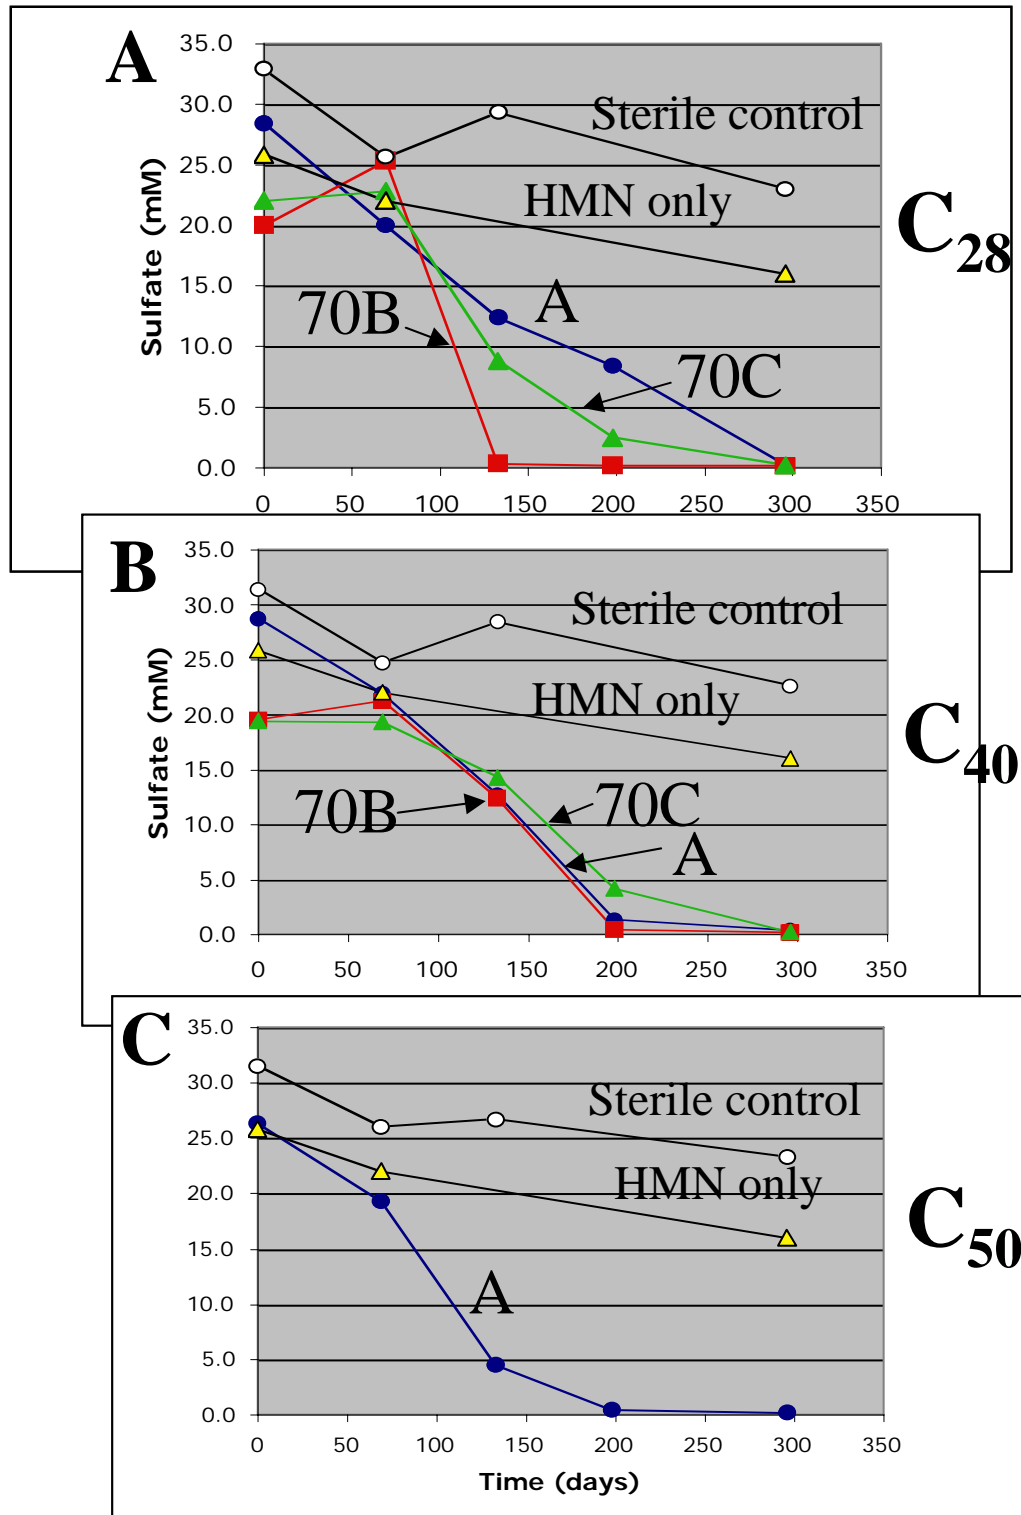 A
35.0
30.0
25.0
20.0
15.0
10.0
5.0
0.0
Sulfate (mM)
Sterile control
HMN only
A
70B
70C
C28
0 50 100 150 200 250 300 350
B
35.0
30.0
25.0
20.0
15.0
10.0
5.0
0.0
Sulfate (mM)
Sterile control
HMN only
70B
70C
A
C40
0 50 100 150 200 250 300 350
C
35.0
30.0
25.0
20.0
15.0
10.0
5.0
0.0
Sterile control
HMN only
A
C50
0 50 100 150 200 250 300 350
Time (days)